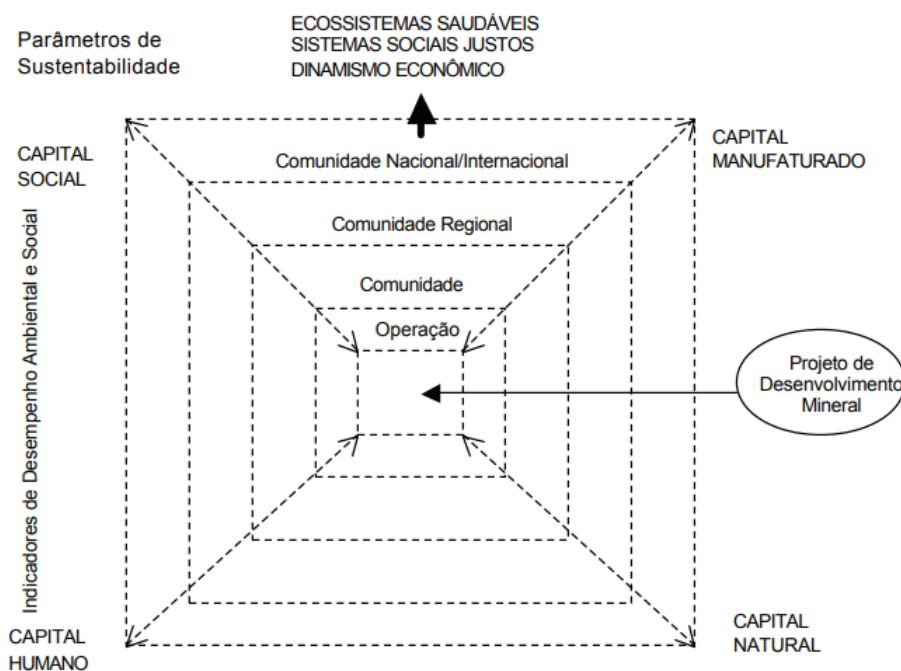 Parâmetros de
Sustentabilidade
ECOSSISTEMAS SAUDÁVEIS
SISTEMAS SOCIAIS JUSTOS
DINAMISMO ECONÔMICO
CAPITAL
SOCIAL
CAPITAL
MANUFATURADO
Comunidade Nacional/Internacional
Comunidade Regional
Comunidade
Operação
Projeto de
Desenvolvimento
Mineral
Indicadores de Desempenho Ambiental e Social
CAPITAL
HUMANO
CAPITAL
NATURAL